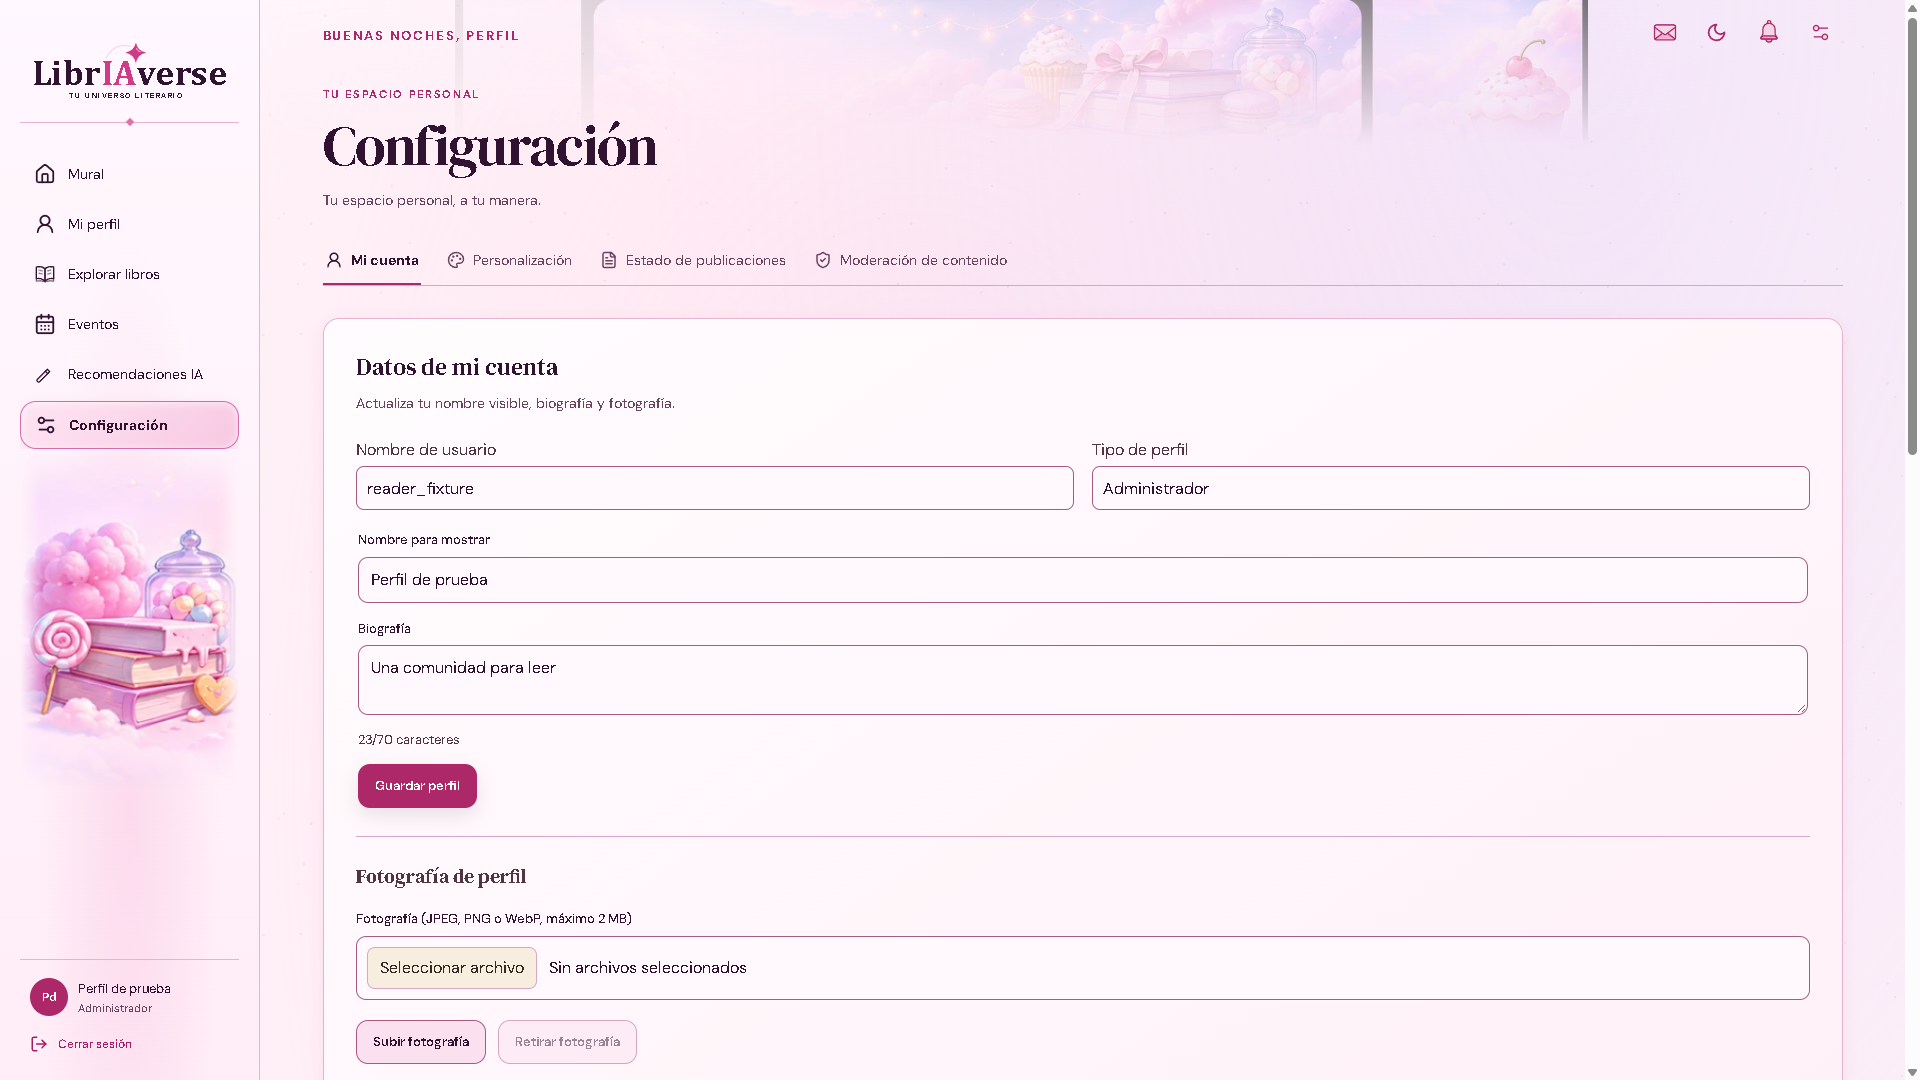 LibrIAverse
TU UNIVERSO LITERARIO
Mural
Mi perfil
Explorar libros
Eventos
Recomendaciones IA
Configuración
Pd
Perfil de prueba
Administrador
Cerrar sesión
BUENAS NOCHES, PERFIL
TU ESPACIO PERSONAL
Configuración
Tu espacio personal, a tu manera.
Mi cuenta
Personalización
Estado de publicaciones
Moderación de contenido
Datos de mi cuenta
Actualiza tu nombre visible, biografía y fotografía.
Nombre de usuario
reader_fixture
Tipo de perfil
Administrador
Nombre para mostrar
Perfil de prueba
Biografía
Una comunidad para leer
23/70 caracteres
Guardar perfil
Fotografía de perfil
Fotografía (JPEG, PNG o WebP, máximo 2 MB)
Seleccionar archivo Sin archivos seleccionados
Subir fotografía
Retirar fotografía